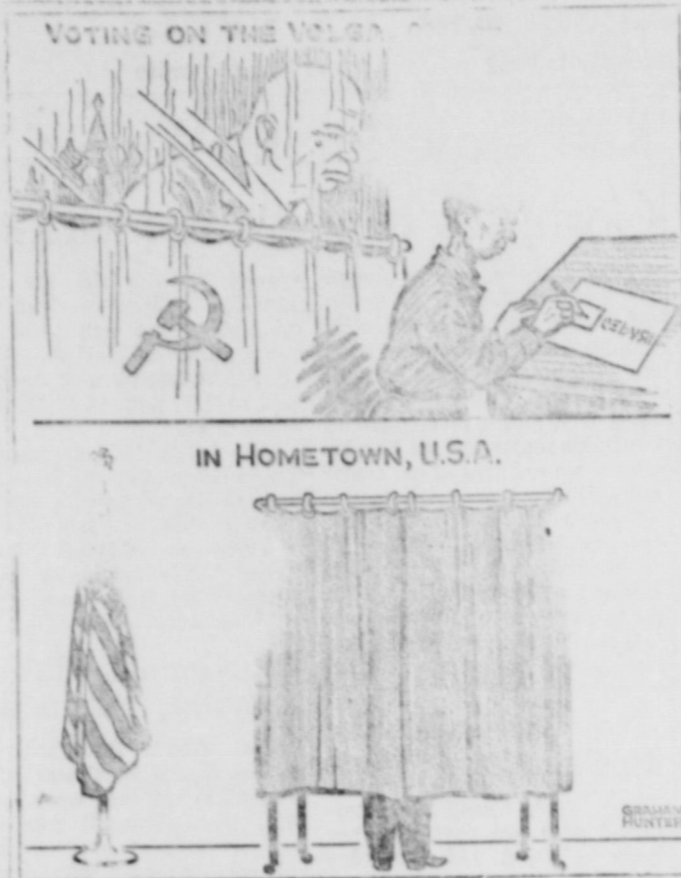 VOTING ON THE VOLGA
IN HOMETOWN, U.S.A.
GRAHAM
HUNTER